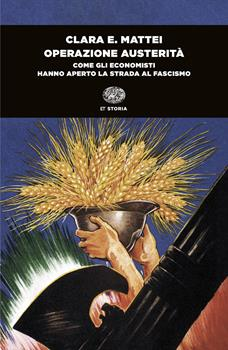 CLARA E. MATTEI
OPERAZIONE AUSTERITÀ
COME GLI ECONOMISTI
HANNO APERTO LA STRADA AL FASCISMO
ET STORIA